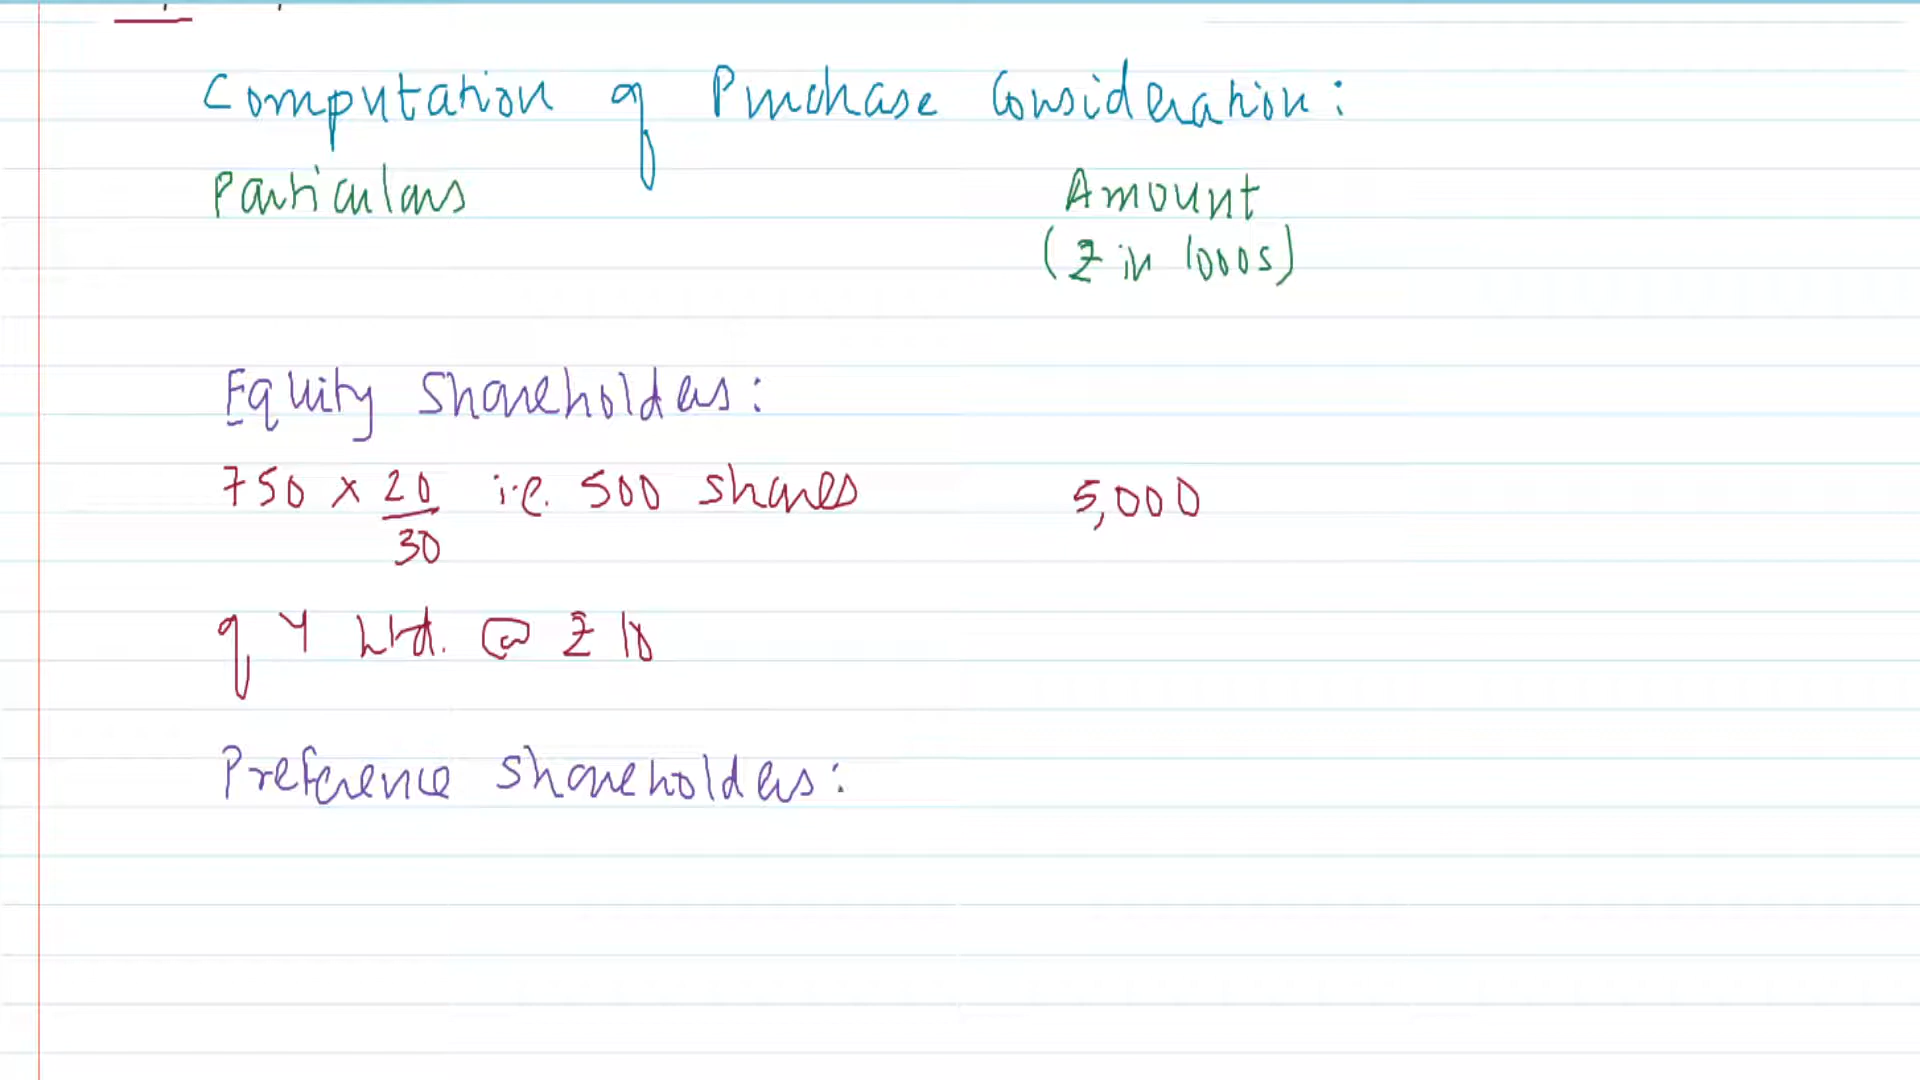 Computation of Purchase Consideration:
Particulars Amount
(₹ in 1000s)
Equity Shareholders:
750 × 20/30 i.e. 500 shares 5,000
of Y Ltd. @ ₹ 10
Preference Shareholders: